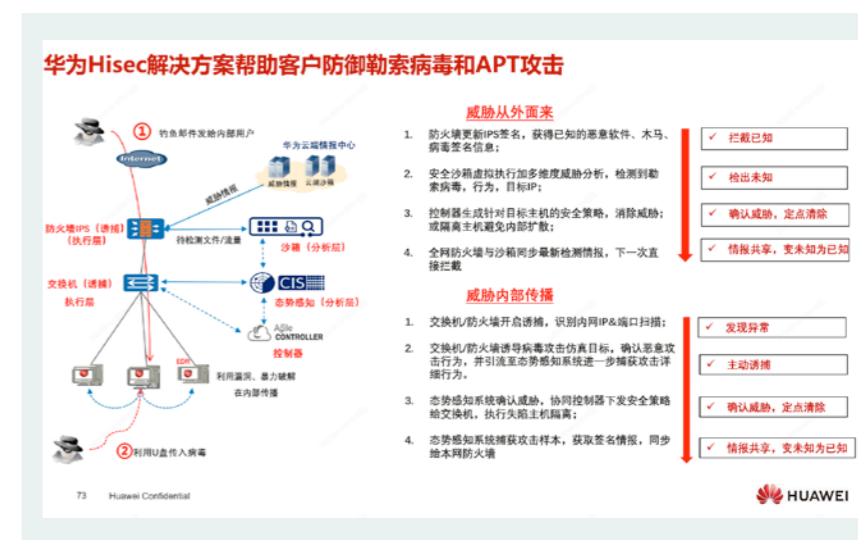 华为Hisec解决方案帮助客户防御勒索病毒和APT攻击
① 钓鱼邮件发给内部用户
Internet
华为云端情报中心
威胁情报 云端沙箱
威胁情报
防火墙IPS（诱捕）
（执行层）
待检测文件/流量
沙箱（分析层）
交换机（诱捕）
执行层
CIS
态势感知（分析层）
Agile
CONTROLLER
控制器
EDR
利用漏洞、暴力破解
在内部传播
②利用U盘传入病毒
威胁从外面来
1. 防火墙更新IPS签名，获得已知的恶意软件、木马、
病毒签名信息；
2. 安全沙箱虚拟执行加多维度威胁分析，检测到勒
索病毒，行为，目标IP；
3. 控制器生成针对目标主机的安全策略，消除威胁；
或隔离主机避免内部扩散；
4. 全网防火墙与沙箱同步最新检测情报，下一次直
接拦截
✓ 拦截已知
✓ 检出未知
✓ 确认威胁，定点清除
✓ 情报共享，变未知为已知
威胁内部传播
1. 交换机/防火墙开启诱捕，识别内网IP&端口扫描；
2. 交换机/防火墙诱导病毒攻击仿真目标，确认恶意攻
击行为，并引流至态势感知系统进一步捕获攻击详
细行为。
3. 态势感知系统确认威胁，协同控制器下发安全策略
给交换机，执行失陷主机隔离；
4. 态势感知系统捕获攻击样本，获取签名情报，同步
给本网防火墙
✓ 发现异常
✓ 主动诱捕
✓ 确认威胁，定点清除
✓ 情报共享，变未知为已知
73 Huawei Confidential
HUAWEI